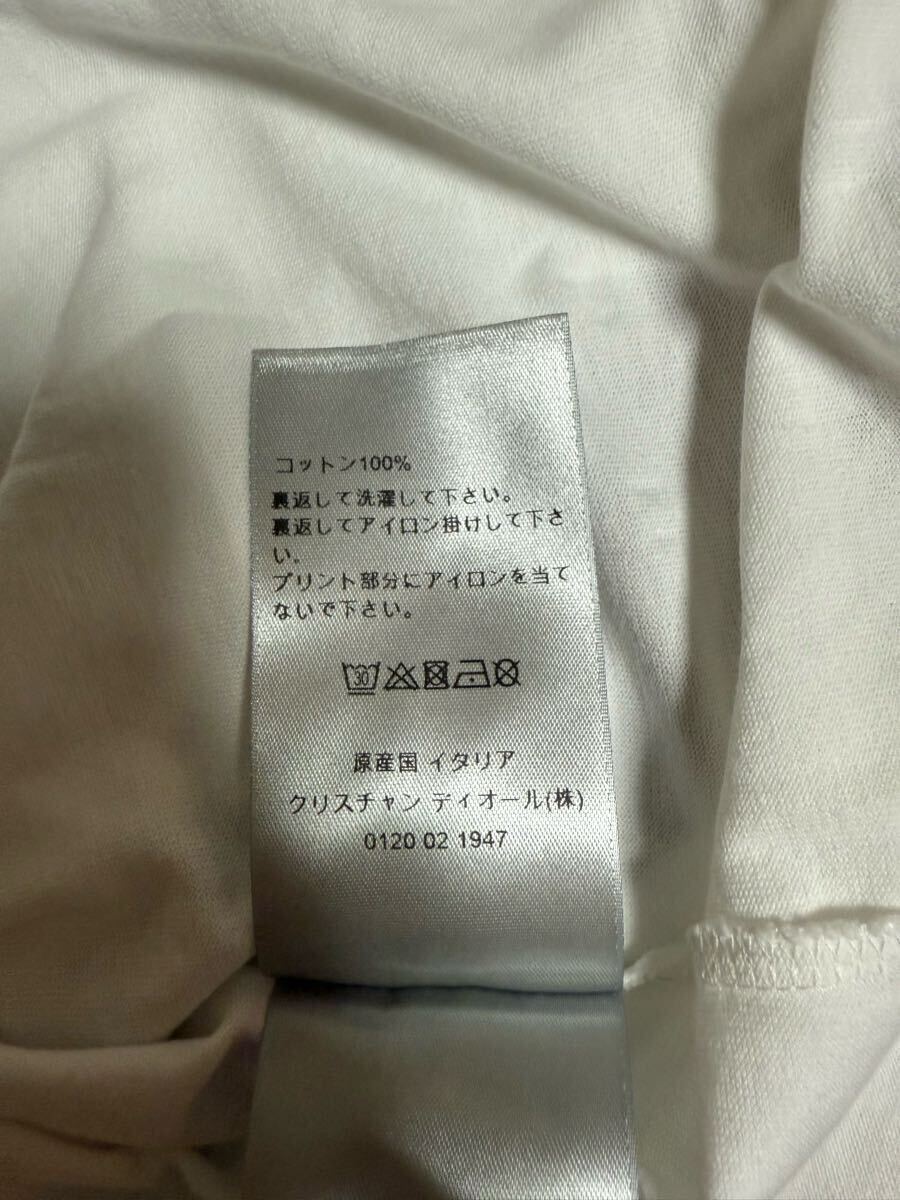 コットン100%
裏返して洗濯して下さい。
裏返してアイロン掛けして下さ
い。
プリント部分にアイロンを当て
ないで下さい。
30
原産国 イタリア
クリスチャン ディオール(株)
0120 02 1947